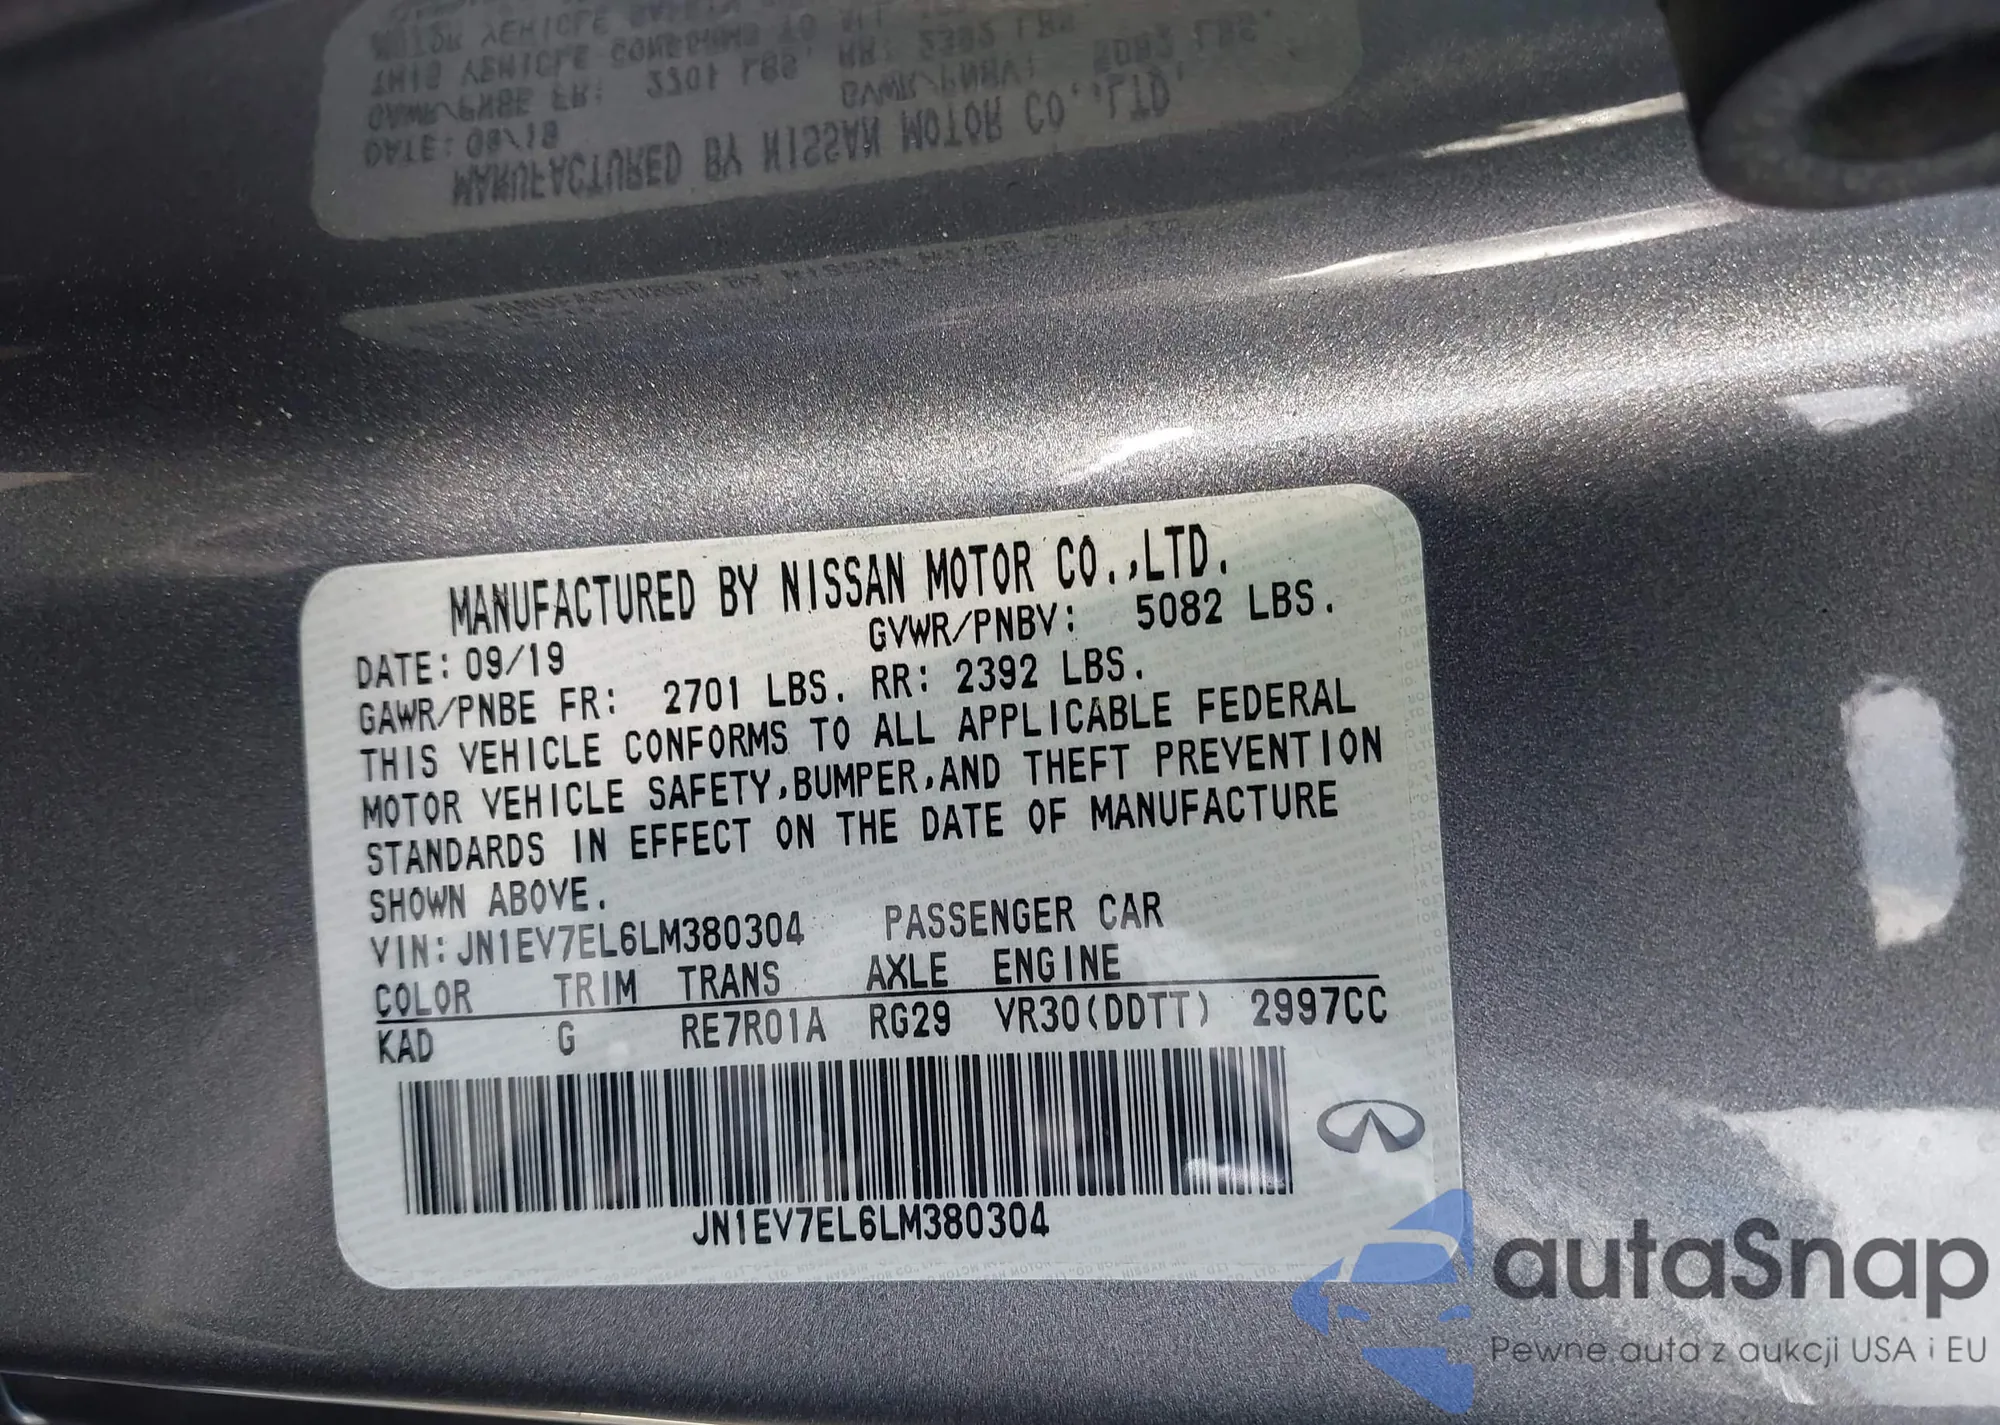 MANUFACTURED BY NISSAN MOTOR CO.,LTD.
DATE: 09/19 GVWR/PNBV: 5082 LBS.
GAWR/PNBE FR: 2701 LBS. RR: 2392 LBS.
THIS VEHICLE CONFORMS TO ALL APPLICABLE FEDERAL
MOTOR VEHICLE SAFETY,BUMPER,AND THEFT PREVENTION
STANDARDS IN EFFECT ON THE DATE OF MANUFACTURE
SHOWN ABOVE.
VIN: JN1EV7EL6LM380304 PASSENGER CAR
COLOR TRIM TRANS AXLE ENGINE
KAD G RE7R01A RG29 VR30(DDTT) 2997CC
JN1EV7EL6LM380304
autaSnap
Pewne auta z aukcji USA i EU